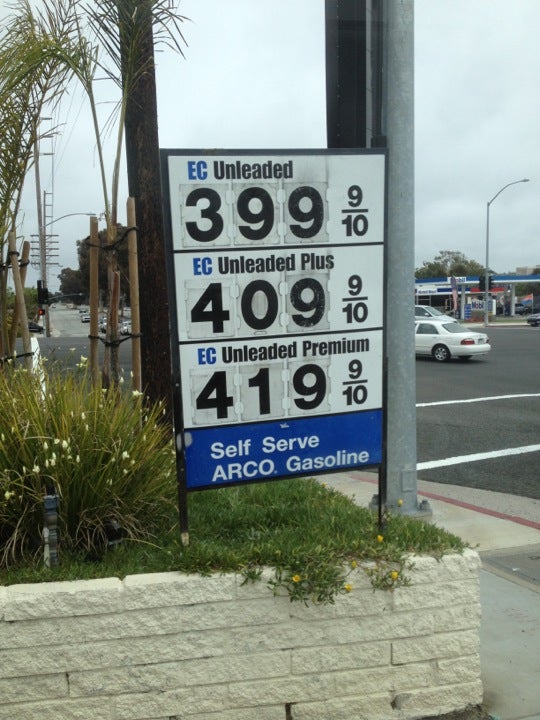 EC Unleaded
399 9/10
EC Unleaded Plus
409 9/10
EC Unleaded Premium
419 9/10
Self Serve
ARCO Gasoline